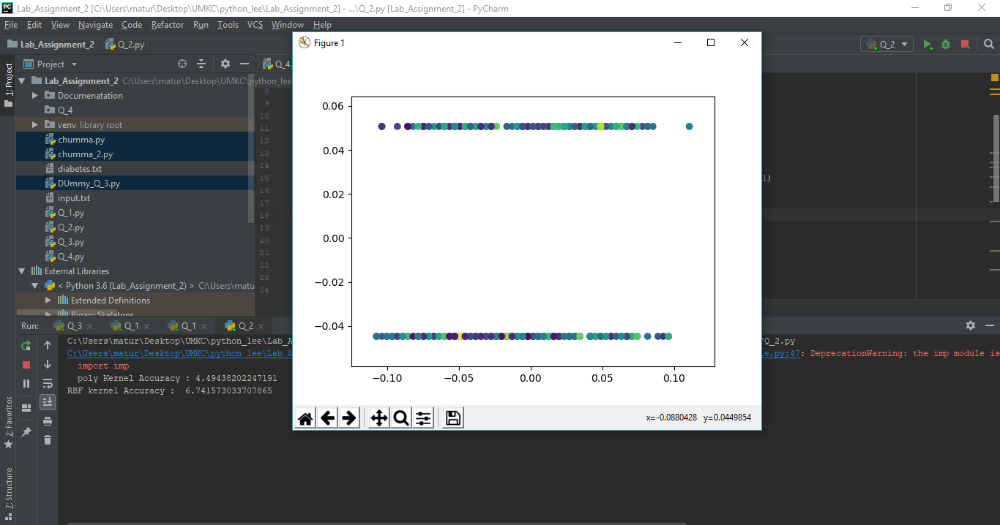 Lab_Assignment_2 [C:\Users\matur\Desktop\UMKC\python_lee\Lab_Assignment_2] - ...\Q_2.py [Lab_Assignment_2] - PyCharm
File Edit View Navigate Code Refactor Run Tools VCS Window Help
Lab_Assignment_2 Q_2.py
Q_2
1: Project
Project
Q_4.
Lab_Assignment_2 C:\Users\matur\Desktop\UMKC\python_lee
Documenatation
Q_4
venv library root
chumma.py
chumma_2.py
diabetes.txt
DUmmy_Q_3.py
input.txt
Q_1.py
Q_2.py
Q_3.py
Q_4.py
External Libraries
< Python 3.6 (Lab_Assignment_2) > C:\Users\matu
Extended Definitions
Binary Skeletons
8
9
10
11
12
13
14
15
16
17
18
19
20
21
22
23
24
1)
Figure 1
0.06
0.04
0.02
0.00
−0.02
−0.04
−0.10 −0.05 0.00 0.05 0.10
x=-0.0880428 y=0.0449854
Run: Q_3 Q_1 Q_1 Q_2
C:\Users\matur\Desktop\UMKC\python_lee\Lab_A
/Q_2.py
C:\Users\matur\Desktop\UMKC\python_lee\Lab_A
le.py:47: DeprecationWarning: the imp module is
import imp
poly Kernel Accuracy : 4.49438202247191
RBF kernel Accuracy : 6.741573033707865
2: Favorites
7: Structure